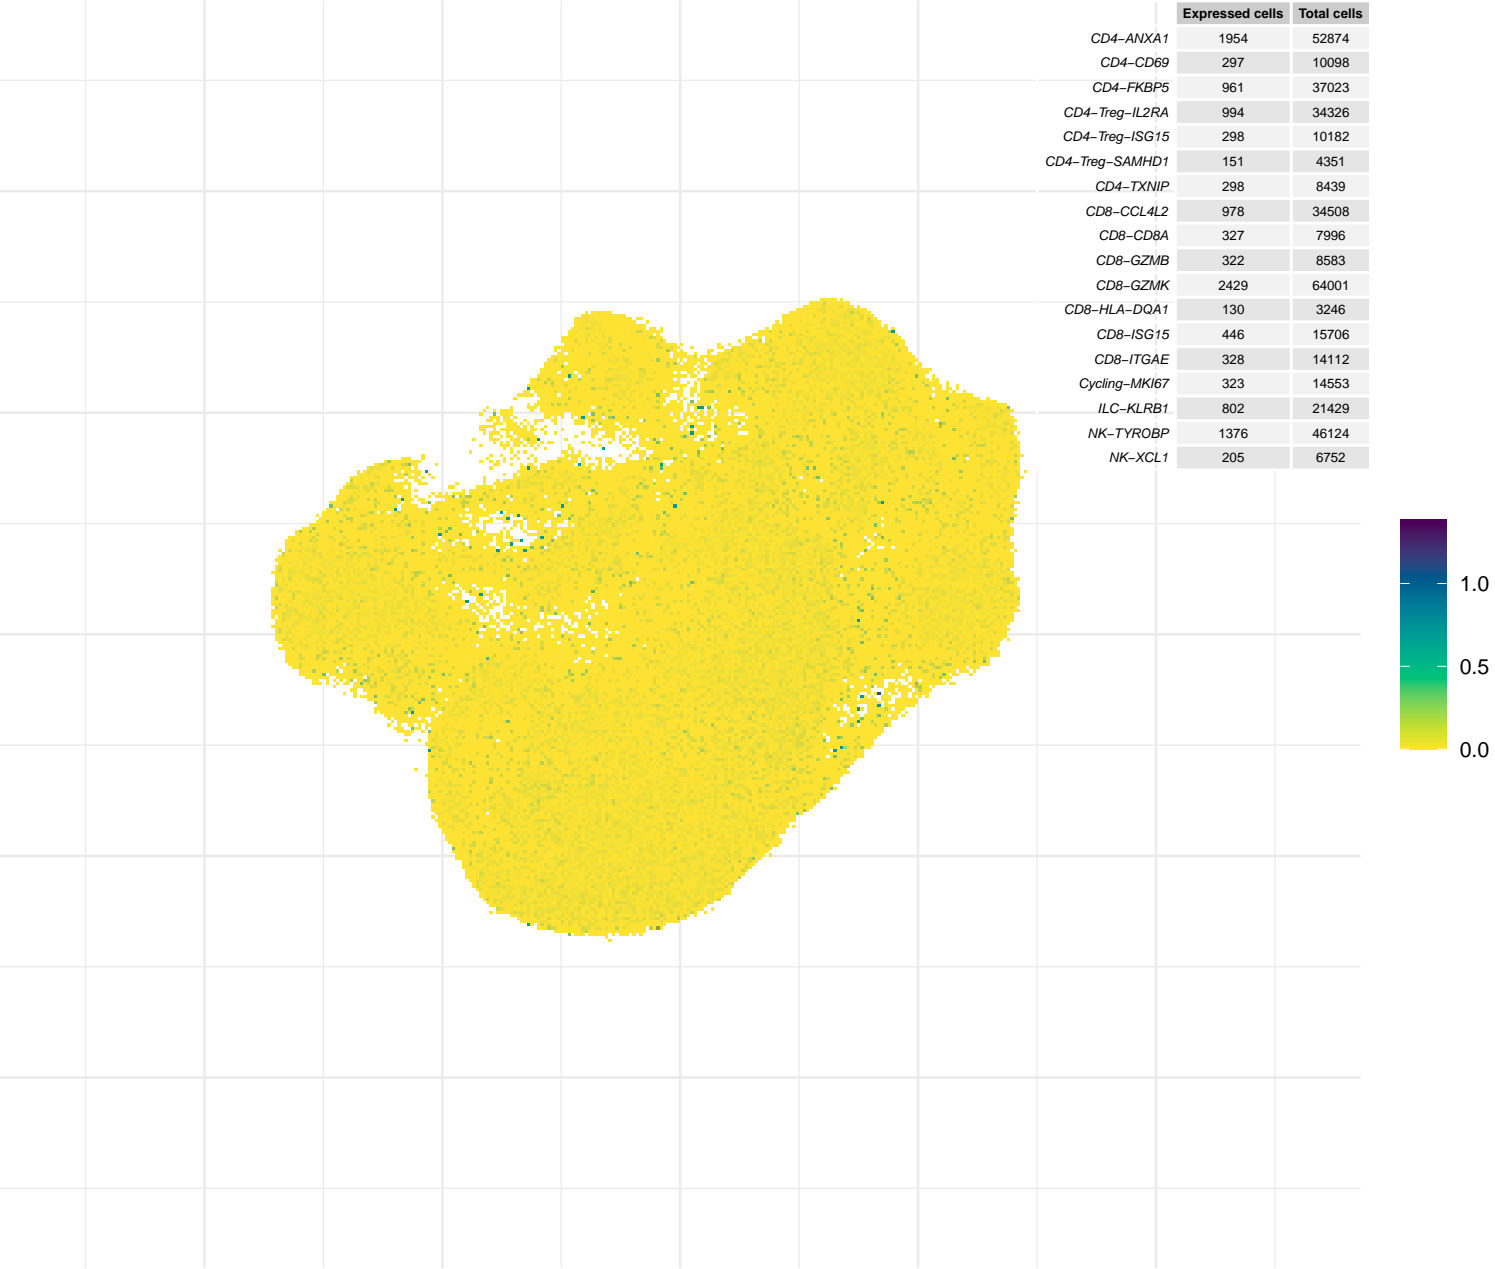 Expressed cells Total cells
CD4−ANXA1 1954 52874
CD4−CD69 297 10098
CD4−FKBP5 961 37023
CD4−Treg−IL2RA 994 34326
CD4−Treg−ISG15 298 10182
CD4−Treg−SAMHD1 151 4351
CD4−TXNIP 298 8439
CD8−CCL4L2 978 34508
CD8−CD8A 327 7996
CD8−GZMB 322 8583
CD8−GZMK 2429 64001
CD8−HLA−DQA1 130 3246
CD8−ISG15 446 15706
CD8−ITGAE 328 14112
Cycling−MKI67 323 14553
ILC−KLRB1 802 21429
NK−TYROBP 1376 46124
NK−XCL1 205 6752
1.0
0.5
0.0